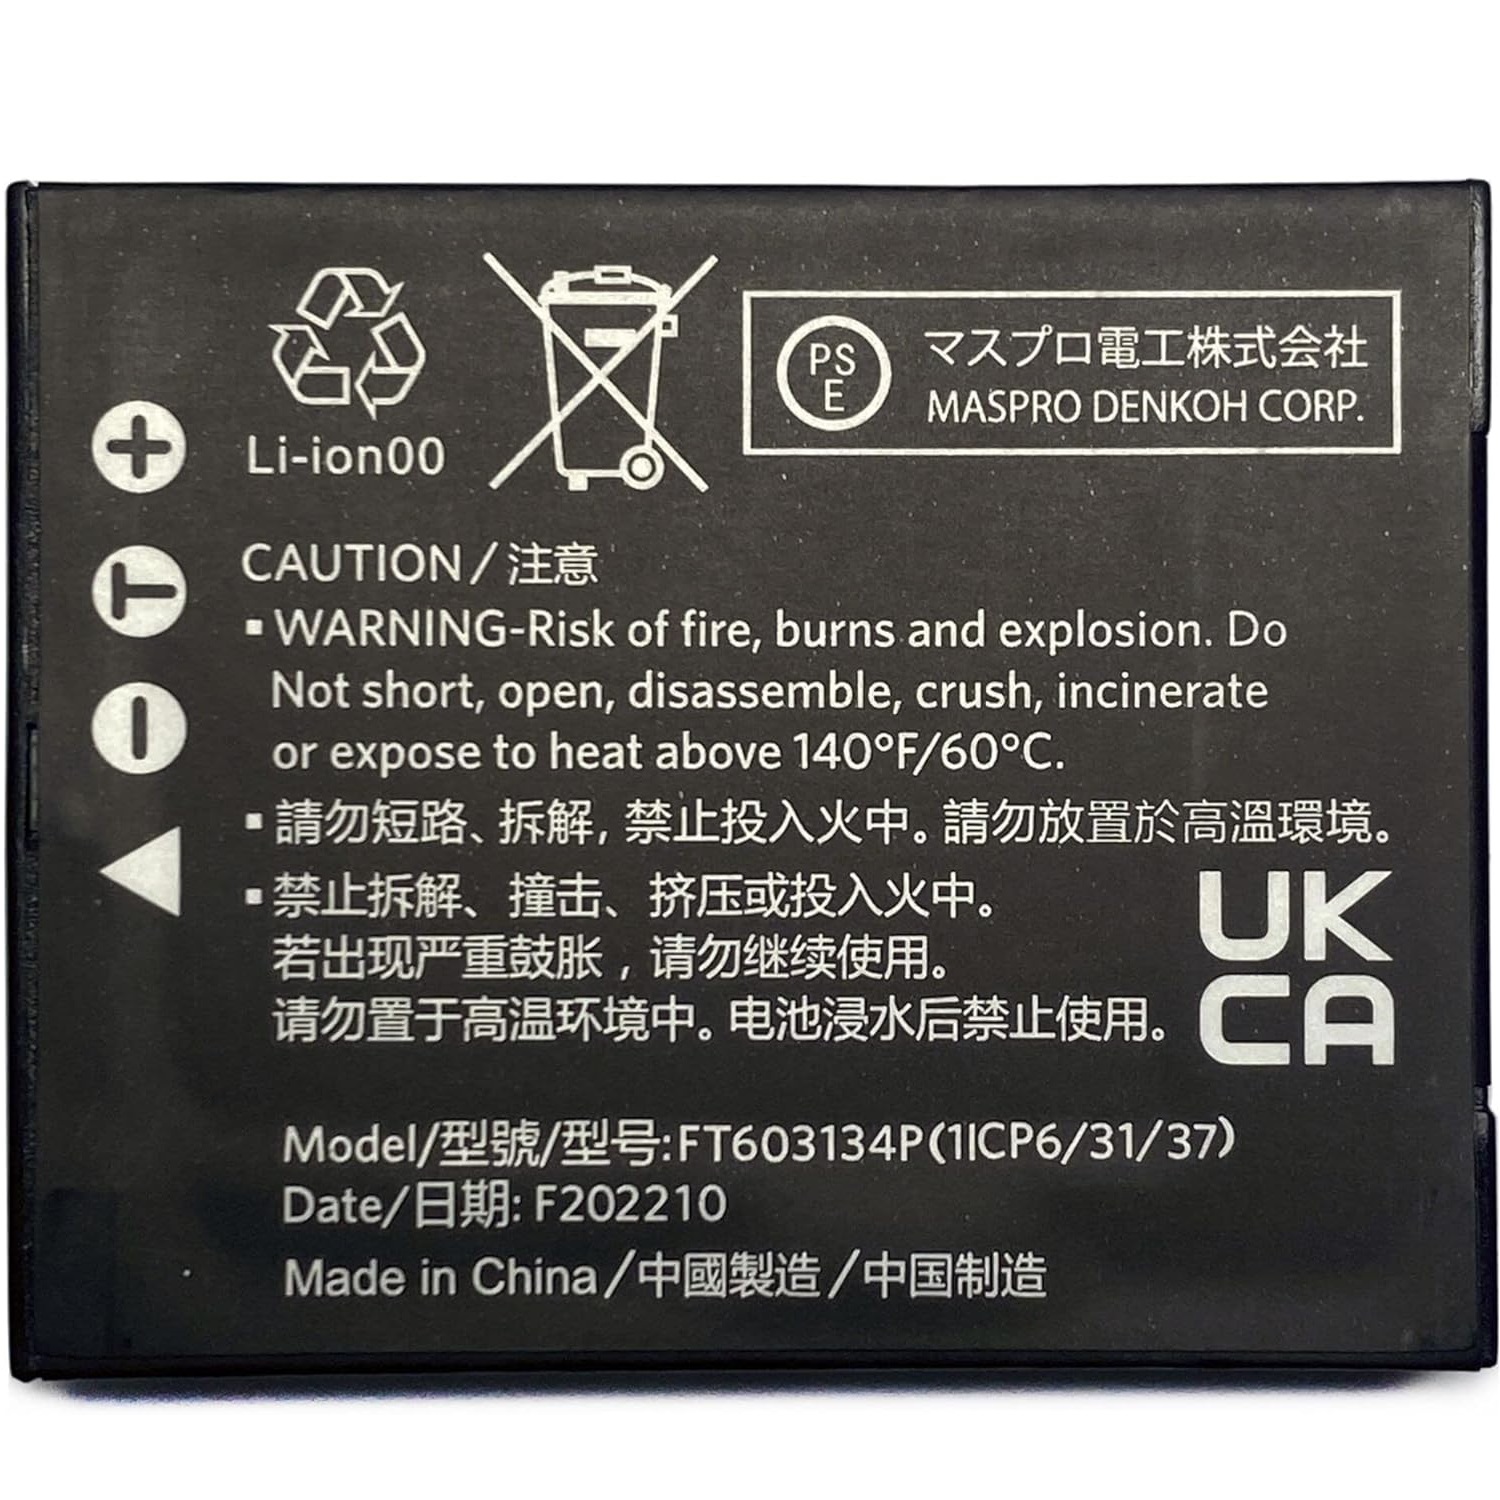 Li-ion00
PS
E
マスプロ電工株式会社
MASPRO DENKOH CORP.
T
CAUTION/注意
▪WARNING-Risk of fire, burns and explosion. Do
Not short, open, disassemble, crush, incinerate
or expose to heat above 140°F/60°C.
▪請勿短路、拆解, 禁止投入火中。請勿放置於高溫環境。
▪禁止拆解、撞击、挤压或投入火中。
若出现严重鼓胀，请勿继续使用。
请勿置于高温环境中。电池浸水后禁止使用。
UK
CA
Model/型號/型号:FT603134P(1ICP6/31/37)
Date/日期: F202210
Made in China/中國製造/中国制造